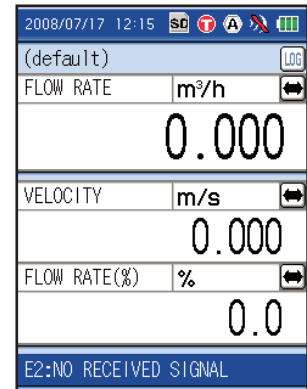 2008/07/17 12:15 SD T A
(default) LOG
FLOW RATE m³/h
0.000
VELOCITY m/s
0.000
FLOW RATE(%) %
0.0
E2:NO RECEIVED SIGNAL